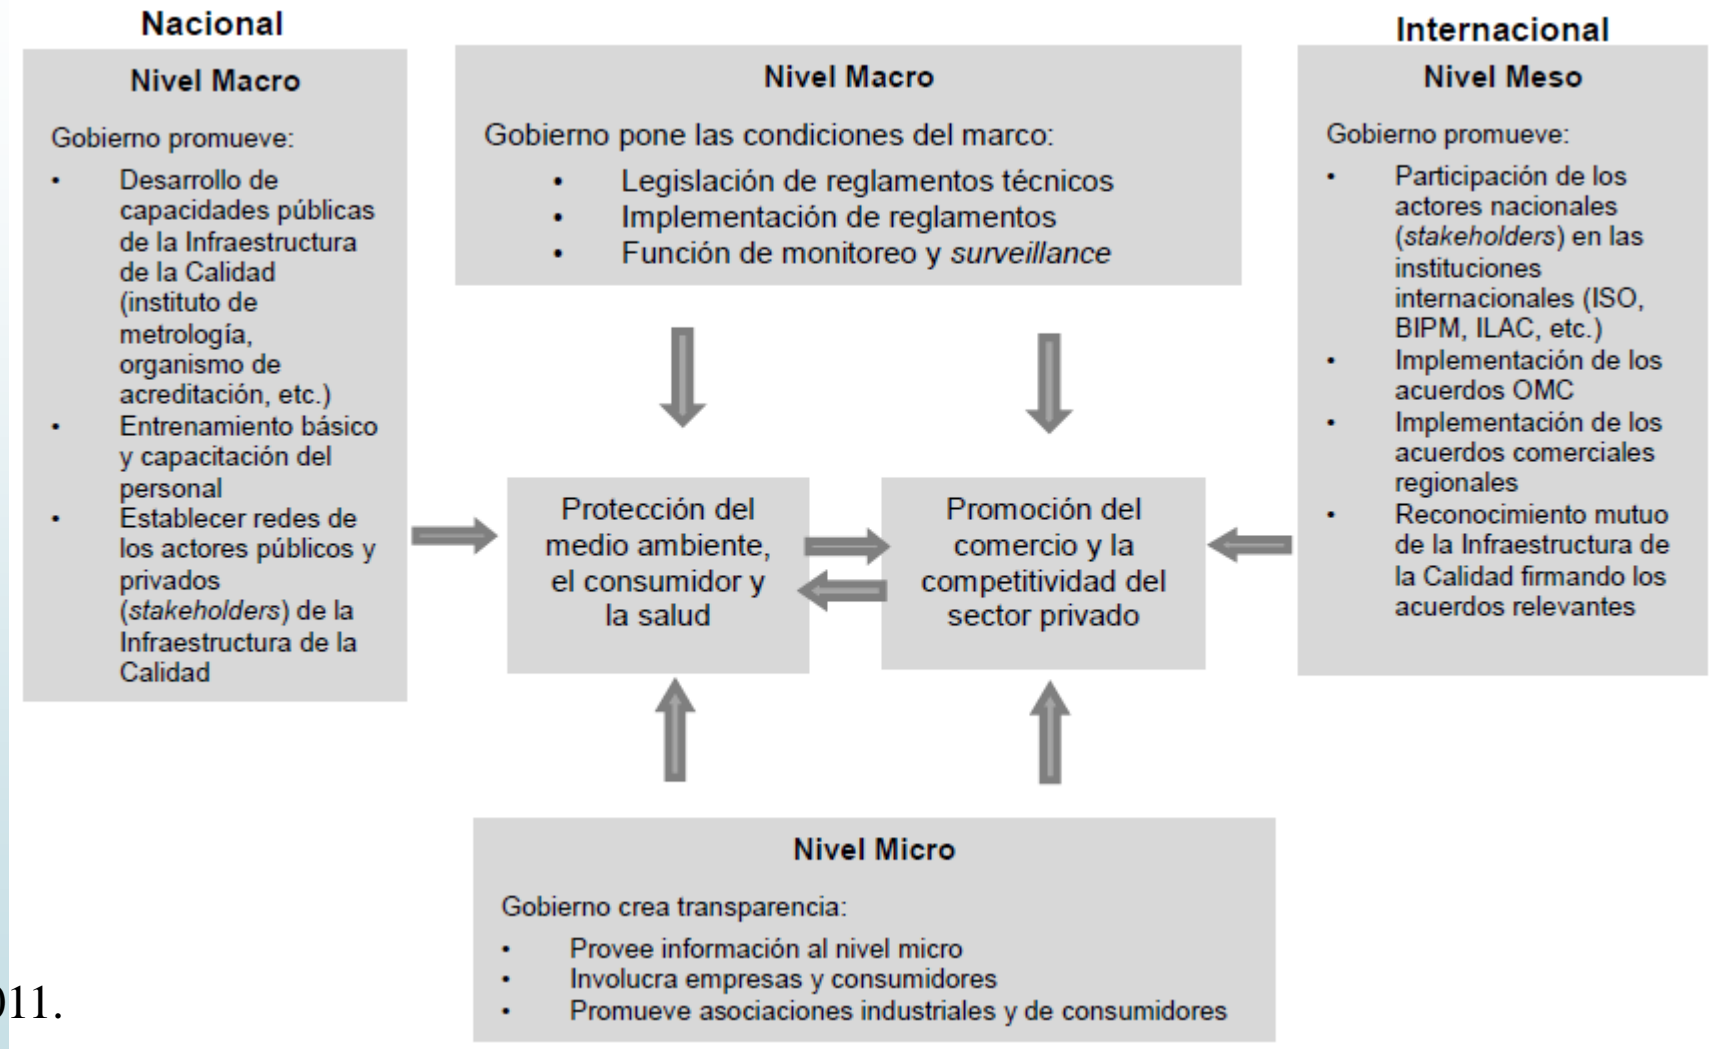 Nacional
Nivel Macro
Gobierno promueve:
• Desarrollo de
capacidades públicas
de la Infraestructura
de la Calidad
(instituto de
metrología,
organismo de
acreditación, etc.)
• Entrenamiento básico
y capacitación del
personal
• Establecer redes de
los actores públicos y
privados
(stakeholders) de la
Infraestructura de la
Calidad
Nivel Macro
Gobierno pone las condiciones del marco:
• Legislación de reglamentos técnicos
• Implementación de reglamentos
• Función de monitoreo y surveillance
Internacional
Nivel Meso
Gobierno promueve:
• Participación de los
actores nacionales
(stakeholders) en las
instituciones
internacionales (ISO,
BIPM, ILAC, etc.)
• Implementación de los
acuerdos OMC
• Implementación de los
acuerdos comerciales
regionales
• Reconocimiento mutuo
de la Infraestructura de
la Calidad firmando los
acuerdos relevantes
Protección del
medio ambiente,
el consumidor y
la salud
Promoción del
comercio y la
competitividad del
sector privado
Nivel Micro
Gobierno crea transparencia:
• Provee información al nivel micro
• Involucra empresas y consumidores
• Promueve asociaciones industriales y de consumidores
011.